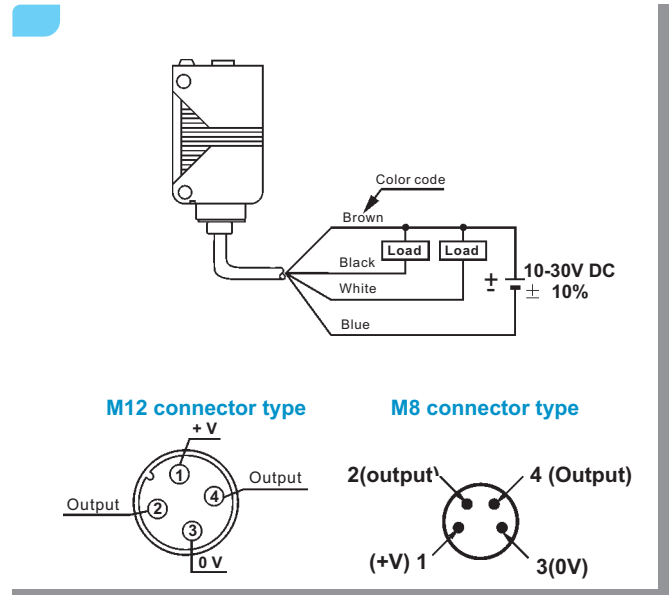 Color code
Brown
Load Load
Black
10-30V DC
White
± ± 10%
Blue
M12 connector type
M8 connector type
+ V
1
Output
4
Output
2
3
0 V
2(output)
4 (Output)
(+V) 1
3(0V)